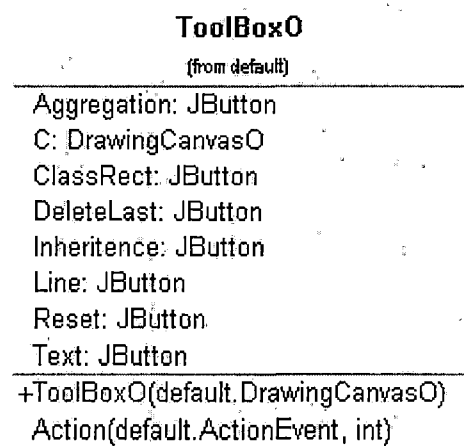 ToolBoxO
(from default)
Aggregation: JButton
C: DrawingCanvasO
ClassRect: JButton
DeleteLast: JButton
Inheritence: JButton
Line: JButton
Reset: JButton
Text: JButton
+ToolBoxO(default.DrawingCanvasO)
Action(default.ActionEvent, int)